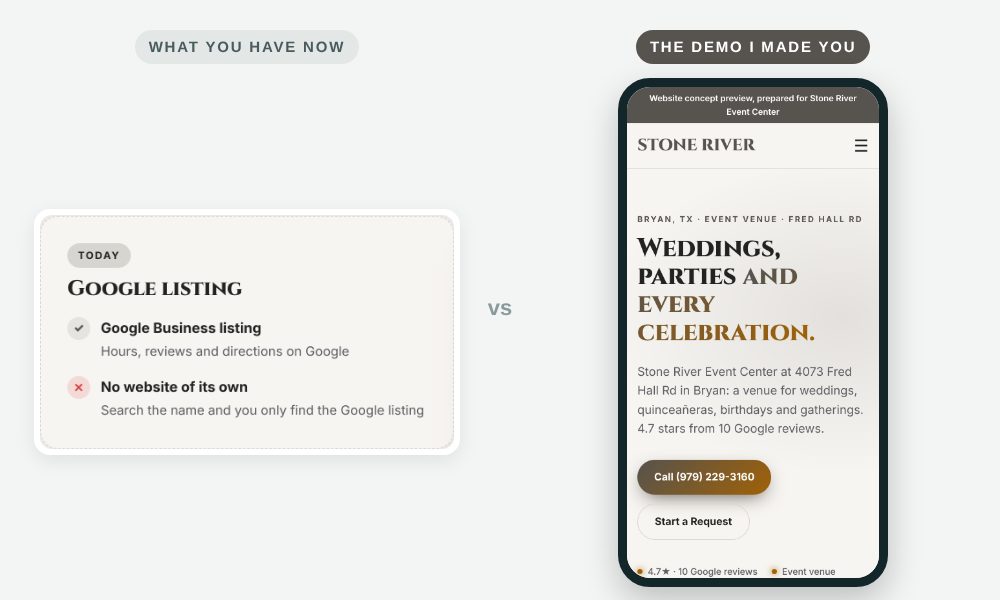 WHAT YOU HAVE NOW
TODAY
Google listing
Google Business listing
Hours, reviews and directions on Google
No website of its own
Search the name and you only find the Google listing
vs
THE DEMO I MADE YOU
Website concept preview, prepared for Stone River
Event Center
STONE RIVER
BRYAN, TX · EVENT VENUE · FRED HALL RD
Weddings,
parties and
every
celebration.
Stone River Event Center at 4073 Fred
Hall Rd in Bryan: a venue for weddings,
quinceañeras, birthdays and gatherings.
4.7 stars from 10 Google reviews.
Call (979) 229-3160
Start a Request
4.7★ · 10 Google reviews
Event venue